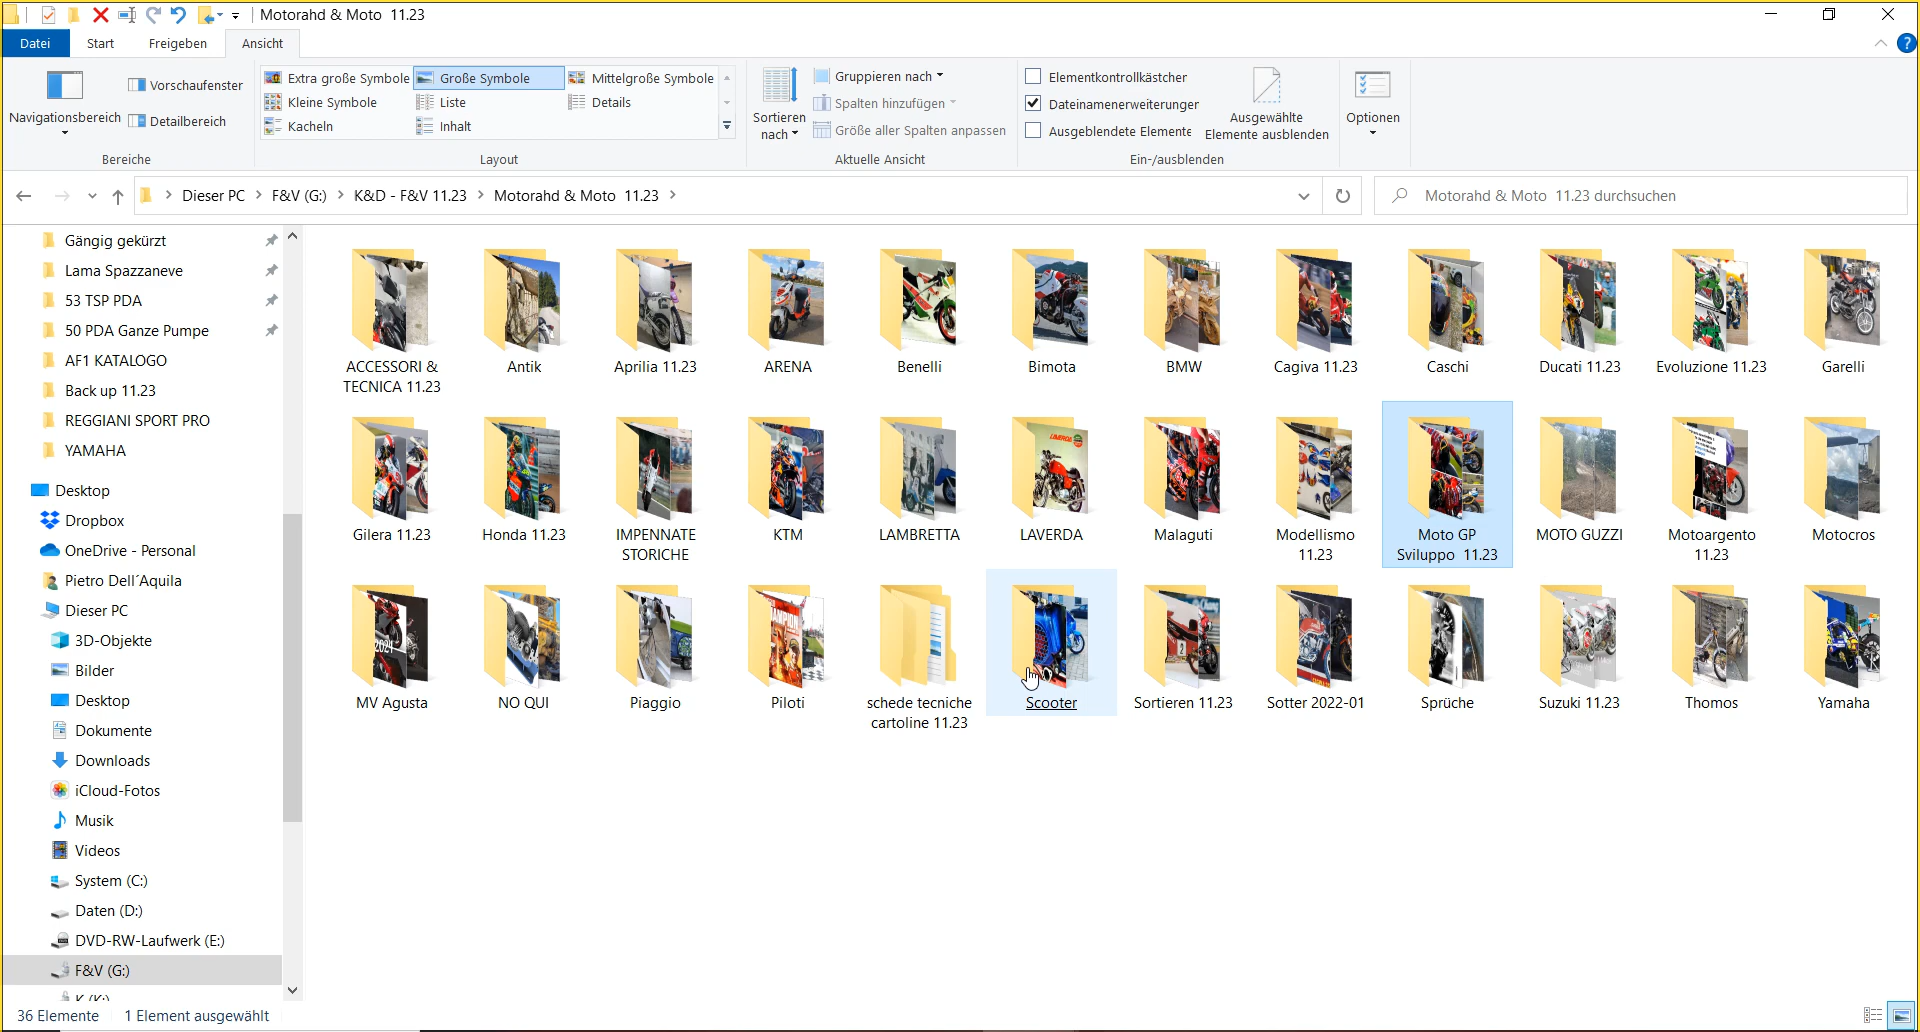 Motorahd & Moto  11.23
Datei
Start
Freigeben
Ansicht
Navigationsbereich
Vorschaufenster
Detailbereich
Bereiche
Extra große Symbole
Große Symbole
Mittelgroße Symbole
Kleine Symbole
Liste
Details
Kacheln
Inhalt
Layout
Sortieren
nach
Gruppieren nach
Spalten hinzufügen
Größe aller Spalten anpassen
Aktuelle Ansicht
Elementkontrollkästcher
Dateinamenerweiterunger
Ausgeblendete Elemente
Ausgewählte
Elemente ausblenden
Ein-/ausblenden
Optionen
Dieser PC > F&V (G:) > K&D - F&V 11.23 > Motorahd & Moto  11.23 >
Motorahd & Moto  11.23 durchsuchen
Gängig gekürzt
Lama Spazzaneve
53 TSP PDA
50 PDA Ganze Pumpe
AF1 KATALOGO
Back up 11.23
REGGIANI SPORT PRO
YAMAHA
Desktop
Dropbox
OneDrive - Personal
Pietro Dell´Aquila
Dieser PC
3D-Objekte
Bilder
Desktop
Dokumente
Downloads
iCloud-Fotos
Musik
Videos
System (C:)
Daten (D:)
DVD-RW-Laufwerk (E:)
F&V (G:)
K (K:)
ACCESSORI &
TECNICA 11.23
Antik
Aprilia 11.23
ARENA
Benelli
Bimota
BMW
Cagiva 11.23
Caschi
Ducati 11.23
Evoluzione 11.23
Garelli
Gilera 11.23
Honda 11.23
IMPENNATE
STORICHE
KTM
LAMBRETTA
LAVERDA
Malaguti
Modellismo
11.23
Moto GP
Sviluppo  11.23
MOTO GUZZI
Motoargento
11.23
Motocros
MV Agusta
NO QUI
Piaggio
Piloti
schede tecniche
cartoline 11.23
Scooter
Sortieren 11.23
Sotter 2022-01
Sprüche
Suzuki 11.23
Thomos
Yamaha
36 Elemente
1 Element ausgewählt